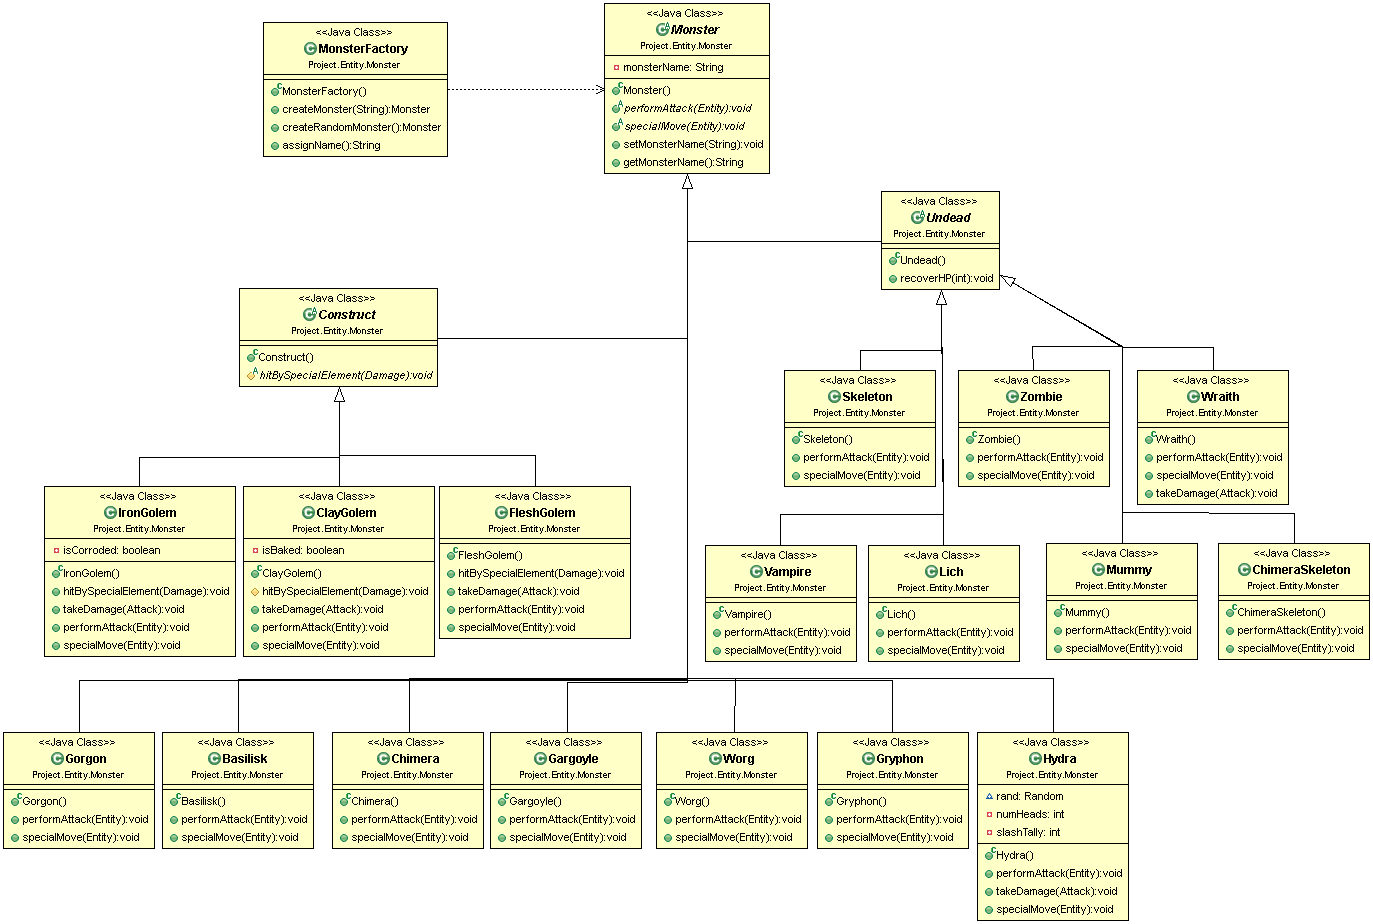 <<Java Class>>
MonsterFactory
Project.Entity.Monster
MonsterFactory()
createMonster(String):Monster
createRandomMonster():Monster
assignName():String
<<Java Class>>
Monster
Project.Entity.Monster
monsterName: String
Monster()
performAttack(Entity):void
specialMove(Entity):void
setMonsterName(String):void
getMonsterName():String
<<Java Class>>
Undead
Project.Entity.Monster
Undead()
recoverHP(int):void
<<Java Class>>
Construct
Project.Entity.Monster
Construct()
hitBySpecialElement(Damage):void
<<Java Class>>
Skeleton
Project.Entity.Monster
Skeleton()
performAttack(Entity):void
specialMove(Entity):void
<<Java Class>>
Zombie
Project.Entity.Monster
Zombie()
performAttack(Entity):void
specialMove(Entity):void
<<Java Class>>
Wraith
Project.Entity.Monster
Wraith()
performAttack(Entity):void
specialMove(Entity):void
takeDamage(Attack):void
<<Java Class>>
IronGolem
Project.Entity.Monster
isCorroded: boolean
IronGolem()
hitBySpecialElement(Damage):void
takeDamage(Attack):void
performAttack(Entity):void
specialMove(Entity):void
<<Java Class>>
ClayGolem
Project.Entity.Monster
isBaked: boolean
ClayGolem()
hitBySpecialElement(Damage):void
takeDamage(Attack):void
performAttack(Entity):void
specialMove(Entity):void
<<Java Class>>
FleshGolem
Project.Entity.Monster
FleshGolem()
hitBySpecialElement(Damage):void
takeDamage(Attack):void
performAttack(Entity):void
specialMove(Entity):void
<<Java Class>>
Vampire
Project.Entity.Monster
Vampire()
performAttack(Entity):void
specialMove(Entity):void
<<Java Class>>
Lich
Project.Entity.Monster
Lich()
performAttack(Entity):void
specialMove(Entity):void
<<Java Class>>
Mummy
Project.Entity.Monster
Mummy()
performAttack(Entity):void
specialMove(Entity):void
<<Java Class>>
ChimeraSkeleton
Project.Entity.Monster
ChimeraSkeleton()
performAttack(Entity):void
specialMove(Entity):void
<<Java Class>>
Gorgon
Project.Entity.Monster
Gorgon()
performAttack(Entity):void
specialMove(Entity):void
<<Java Class>>
Basilisk
Project.Entity.Monster
Basilisk()
performAttack(Entity):void
specialMove(Entity):void
<<Java Class>>
Chimera
Project.Entity.Monster
Chimera()
performAttack(Entity):void
specialMove(Entity):void
<<Java Class>>
Gargoyle
Project.Entity.Monster
Gargoyle()
performAttack(Entity):void
specialMove(Entity):void
<<Java Class>>
Worg
Project.Entity.Monster
Worg()
performAttack(Entity):void
specialMove(Entity):void
<<Java Class>>
Gryphon
Project.Entity.Monster
Gryphon()
performAttack(Entity):void
specialMove(Entity):void
<<Java Class>>
Hydra
Project.Entity.Monster
rand: Random
numHeads: int
slashTally: int
Hydra()
performAttack(Entity):void
takeDamage(Attack):void
specialMove(Entity):void